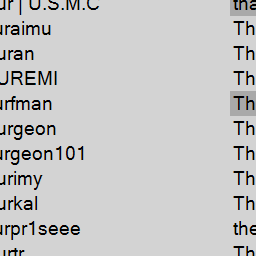 ur | U.S.M.C tha
uraimu Th
uran Th
UREMI Th
urfman Th
urgeon Th
urgeon101 Th
urimy Th
urkal Th
urpr1seee the
urtr Th